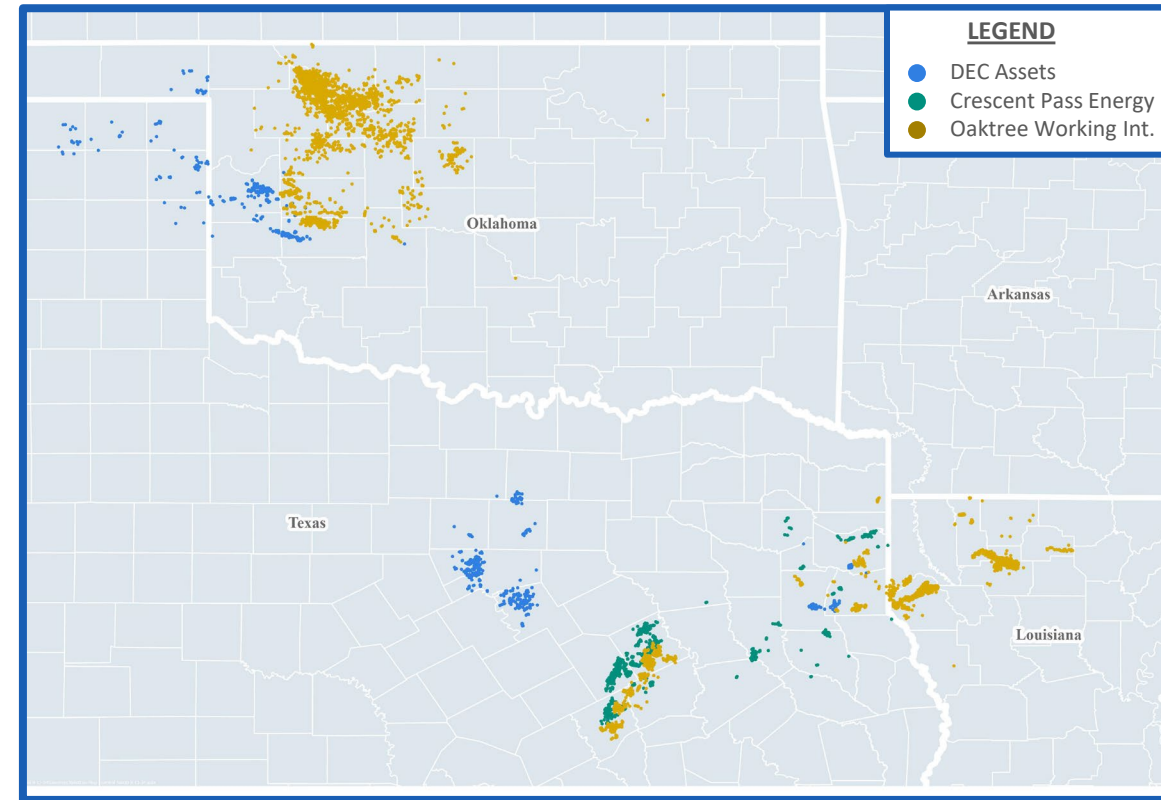 LEGEND
DEC Assets
Crescent Pass Energy
Oaktree Working Int.
Oklahoma
Arkansas
Texas
Louisiana